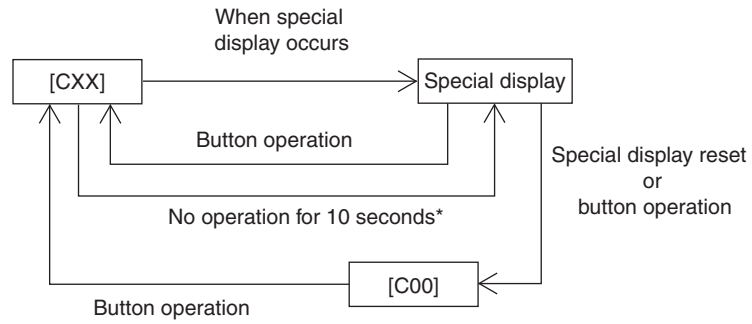 When special
display occurs
[CXX]
Special display
Button operation
No operation for 10 seconds*
Special display reset
or
button operation
[C00]
Button operation